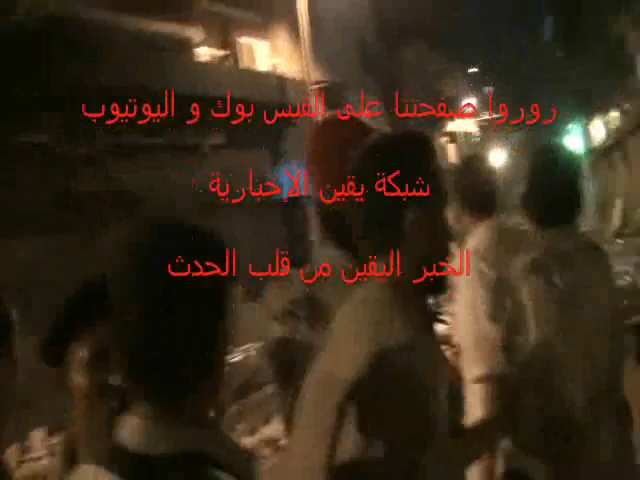 زوروا صفحتنا على الفيس بوك و اليوتيوب
شبكة يقين الإخبارية
الخبر اليقين من قلب الحدث